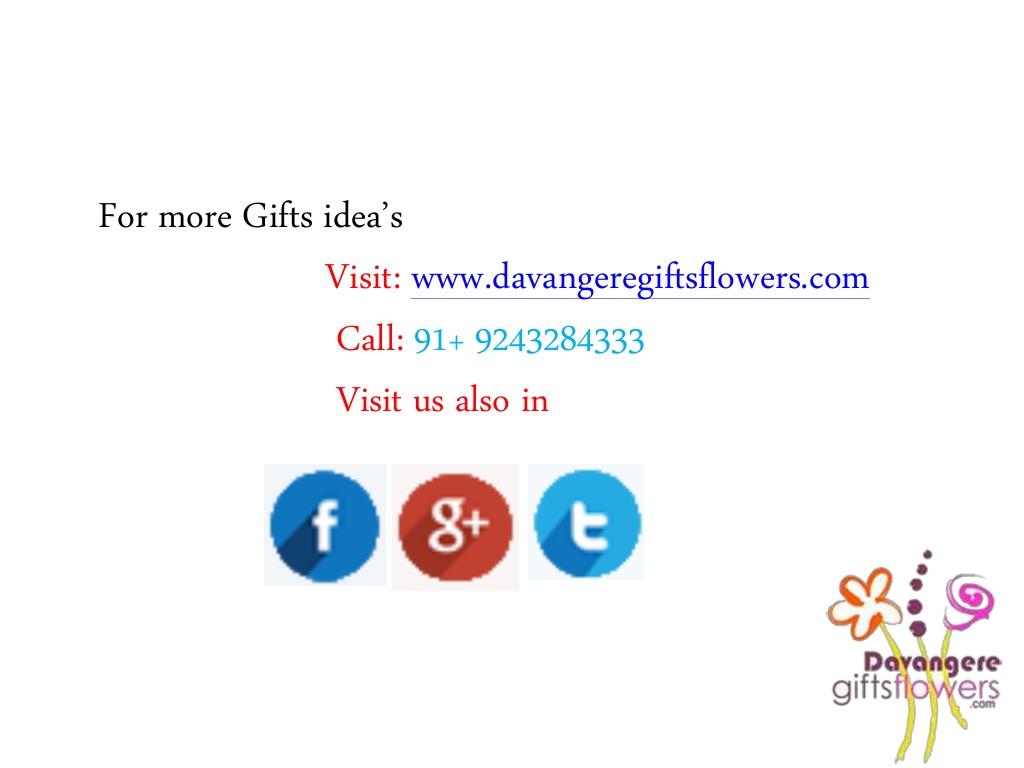 For more Gifts idea’s
Visit: www.davangeregiftsflowers.com
Call: 91+ 9243284333
Visit us also in
f g+ t
Davangere
giftsflowers
.com